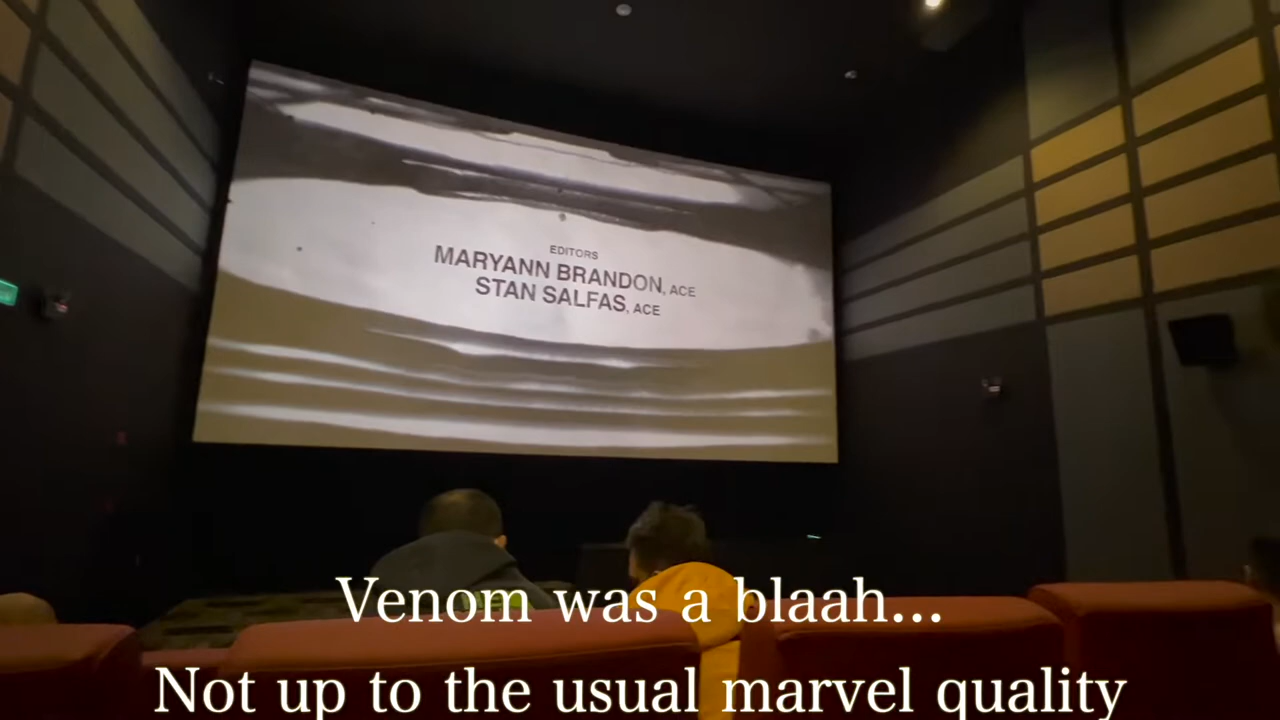 EDITORS
MARYANN BRANDON, ACE
STAN SALFAS, ACE
Venom was a blaah...
Not up to the usual marvel quality